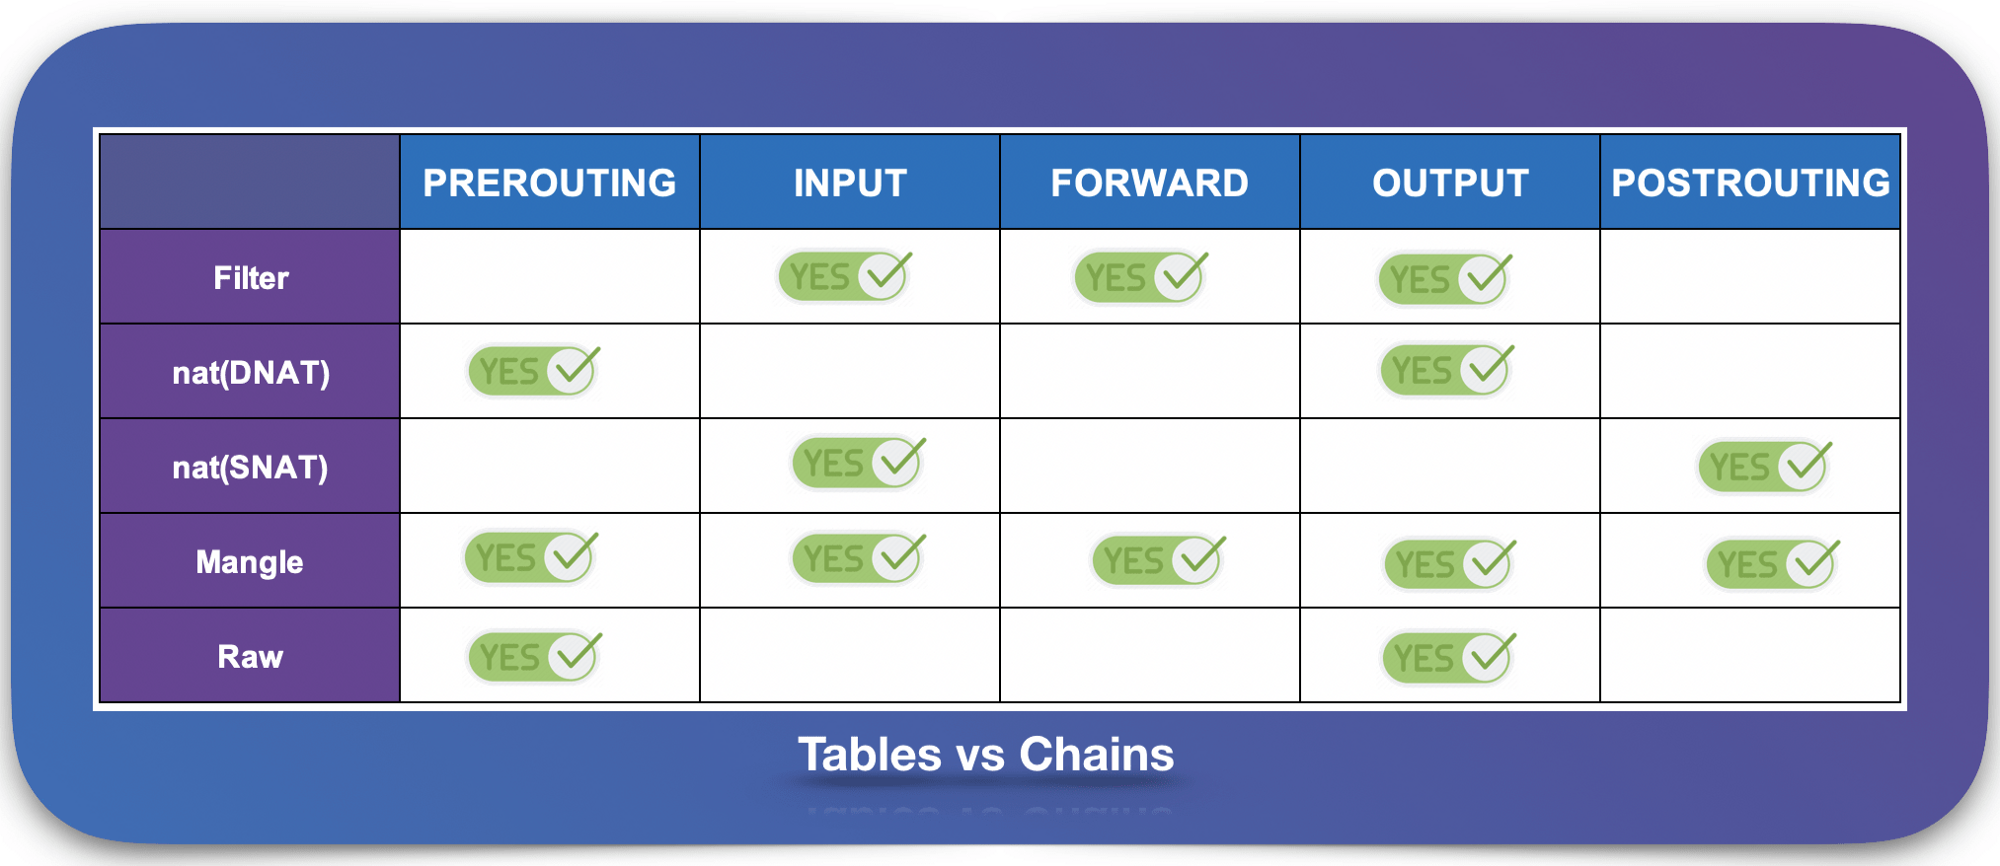 PREROUTING INPUT FORWARD OUTPUT POSTROUTING
Filter YES YES YES
nat(DNAT) YES YES
nat(SNAT) YES YES
Mangle YES YES YES YES YES
Raw YES YES
Tables vs Chains